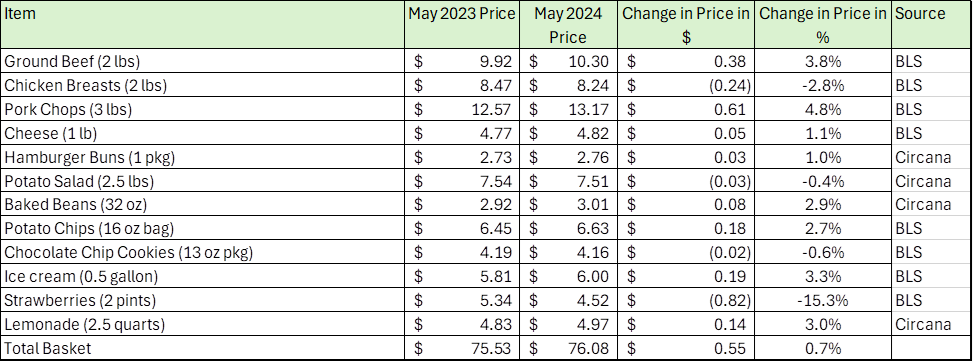 Item May 2023 Price May 2024 Price Change in Price in $ Change in Price in % Source
Ground Beef (2 lbs) $ 9.92 $ 10.30 $ 0.38 3.8% BLS
Chicken Breasts (2 lbs) $ 8.47 $ 8.24 $ (0.24) -2.8% BLS
Pork Chops (3 lbs) $ 12.57 $ 13.17 $ 0.61 4.8% BLS
Cheese (1 lb) $ 4.77 $ 4.82 $ 0.05 1.1% BLS
Hamburger Buns (1 pkg) $ 2.73 $ 2.76 $ 0.03 1.0% Circana
Potato Salad (2.5 lbs) $ 7.54 $ 7.51 $ (0.03) -0.4% Circana
Baked Beans (32 oz) $ 2.92 $ 3.01 $ 0.08 2.9% Circana
Potato Chips (16 oz bag) $ 6.45 $ 6.63 $ 0.18 2.7% BLS
Chocolate Chip Cookies (13 oz pkg) $ 4.19 $ 4.16 $ (0.02) -0.6% BLS
Ice cream (0.5 gallon) $ 5.81 $ 6.00 $ 0.19 3.3% BLS
Strawberries (2 pints) $ 5.34 $ 4.52 $ (0.82) -15.3% BLS
Lemonade (2.5 quarts) $ 4.83 $ 4.97 $ 0.14 3.0% Circana
Total Basket $ 75.53 $ 76.08 $ 0.55 0.7%